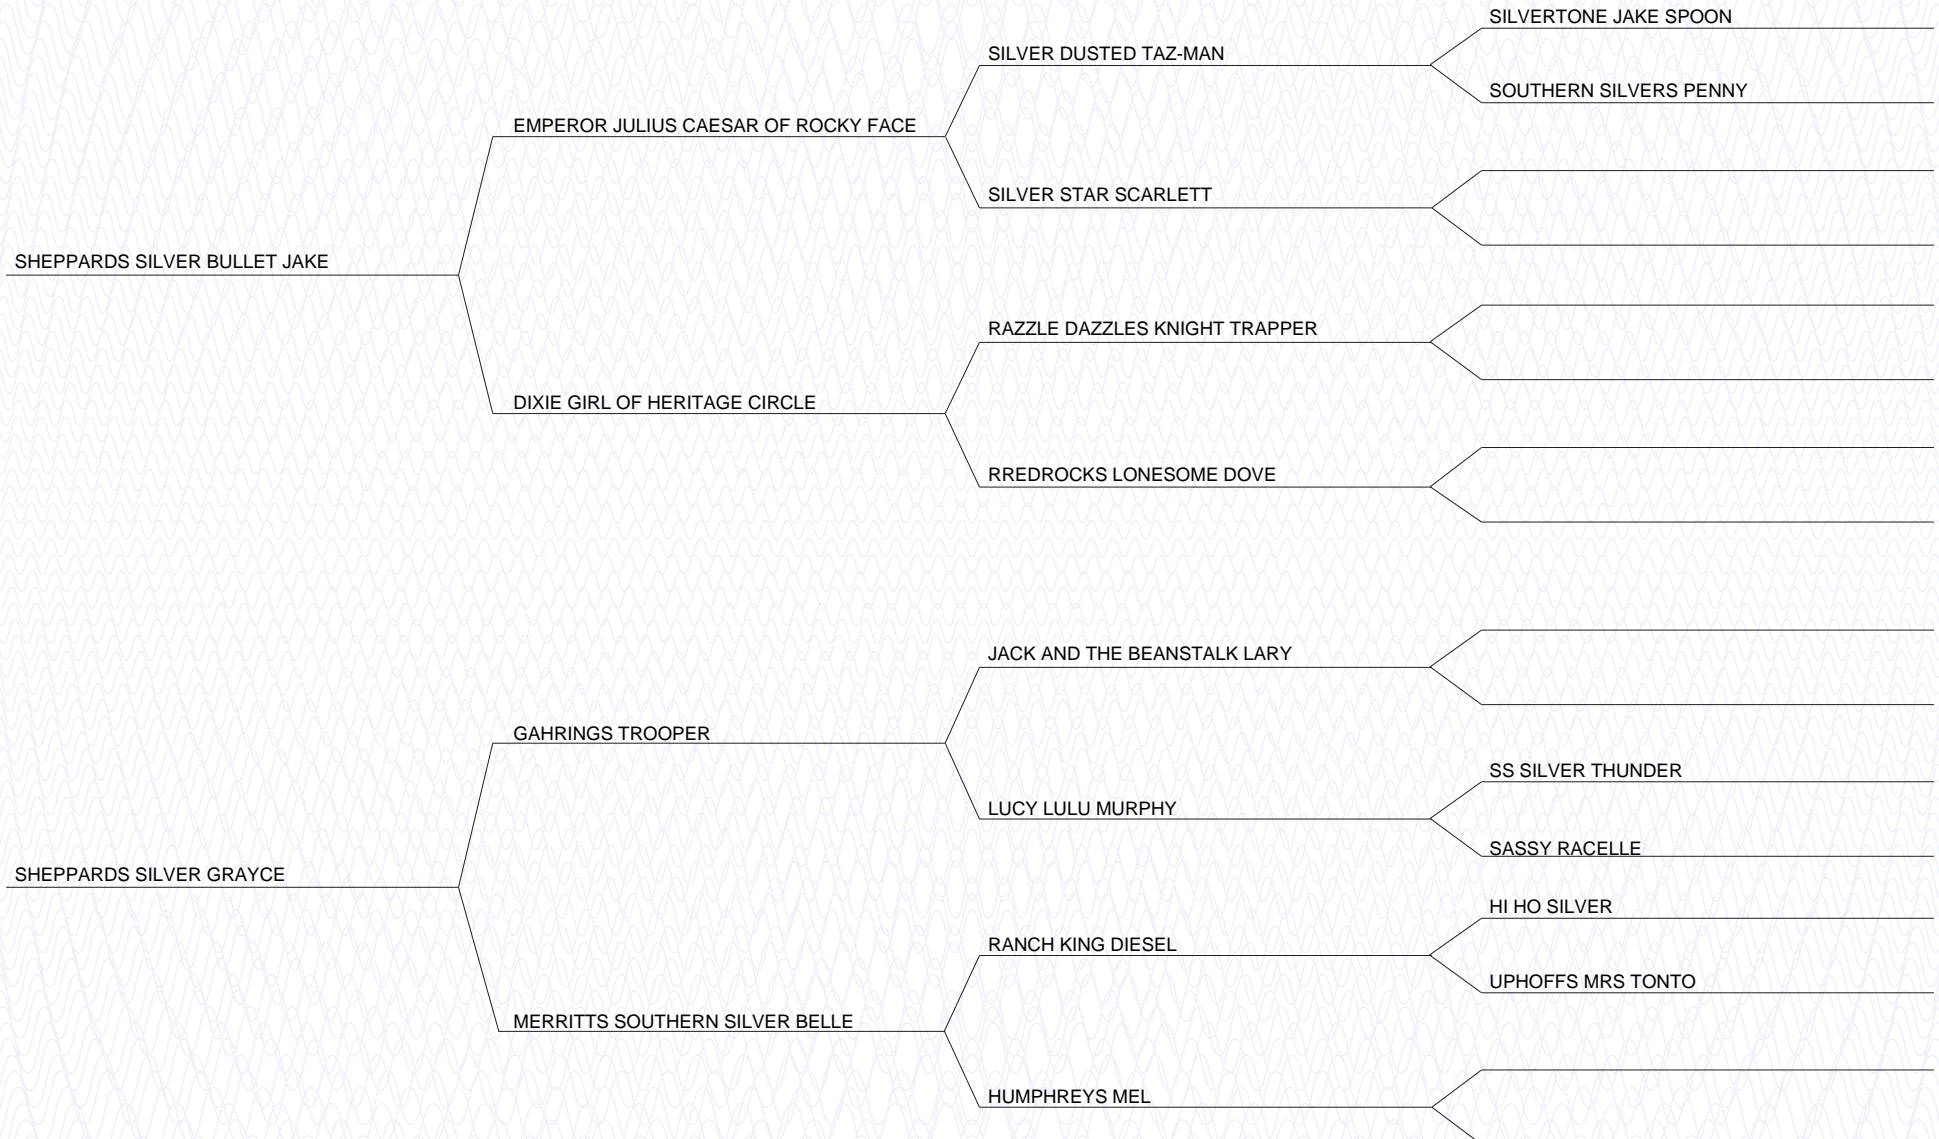 SILVERTONE JAKE SPOON
SILVER DUSTED TAZ-MAN
SOUTHERN SILVERS PENNY
EMPEROR JULIUS CAESAR OF ROCKY FACE
SILVER STAR SCARLETT
SHEPPARDS SILVER BULLET JAKE
RAZZLE DAZZLES KNIGHT TRAPPER
DIXIE GIRL OF HERITAGE CIRCLE
RREDROCKS LONESOME DOVE
JACK AND THE BEANSTALK LARY
GAHRINGS TROOPER
SS SILVER THUNDER
LUCY LULU MURPHY
SASSY RACELLE
SHEPPARDS SILVER GRAYCE
HI HO SILVER
RANCH KING DIESEL
UPHOFFS MRS TONTO
MERRITTS SOUTHERN SILVER BELLE
HUMPHREYS MEL